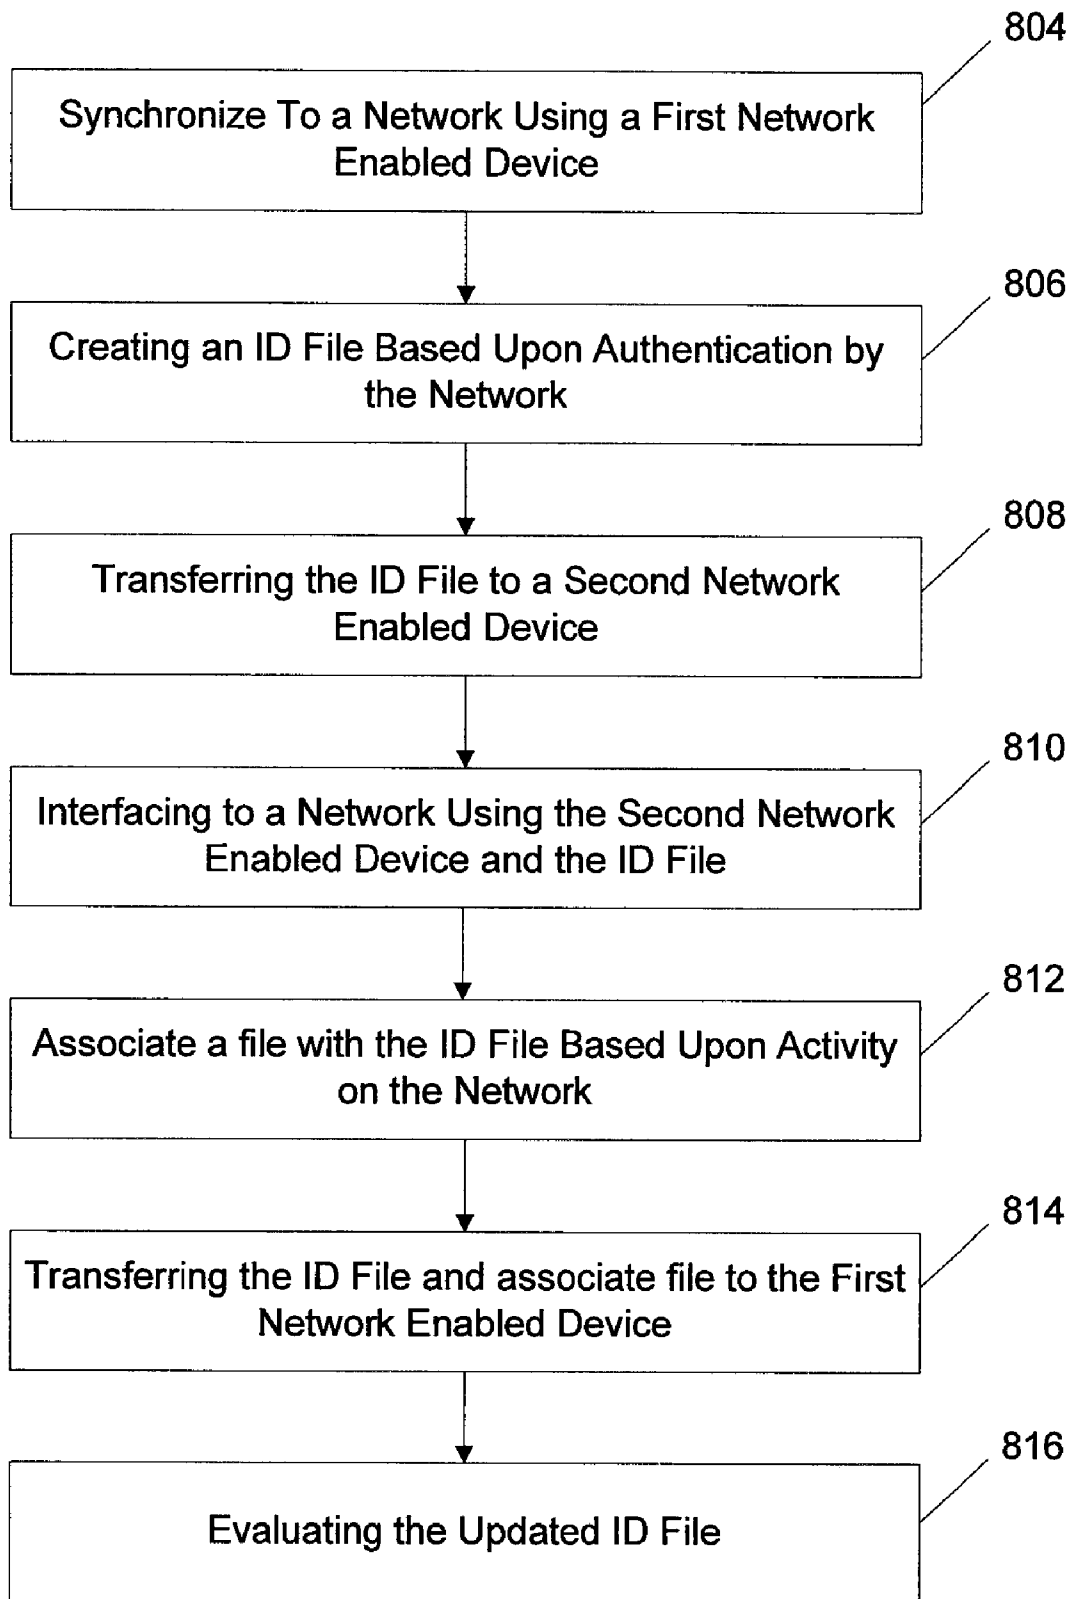 804
Synchronize To a Network Using a First Network
Enabled Device
806
Creating an ID File Based Upon Authentication by
the Network
808
Transferring the ID File to a Second Network
Enabled Device
810
Interfacing to a Network Using the Second Network
Enabled Device and the ID File
812
Associate a file with the ID File Based Upon Activity
on the Network
814
Transferring the ID File and associate file to the First
Network Enabled Device
816
Evaluating the Updated ID File